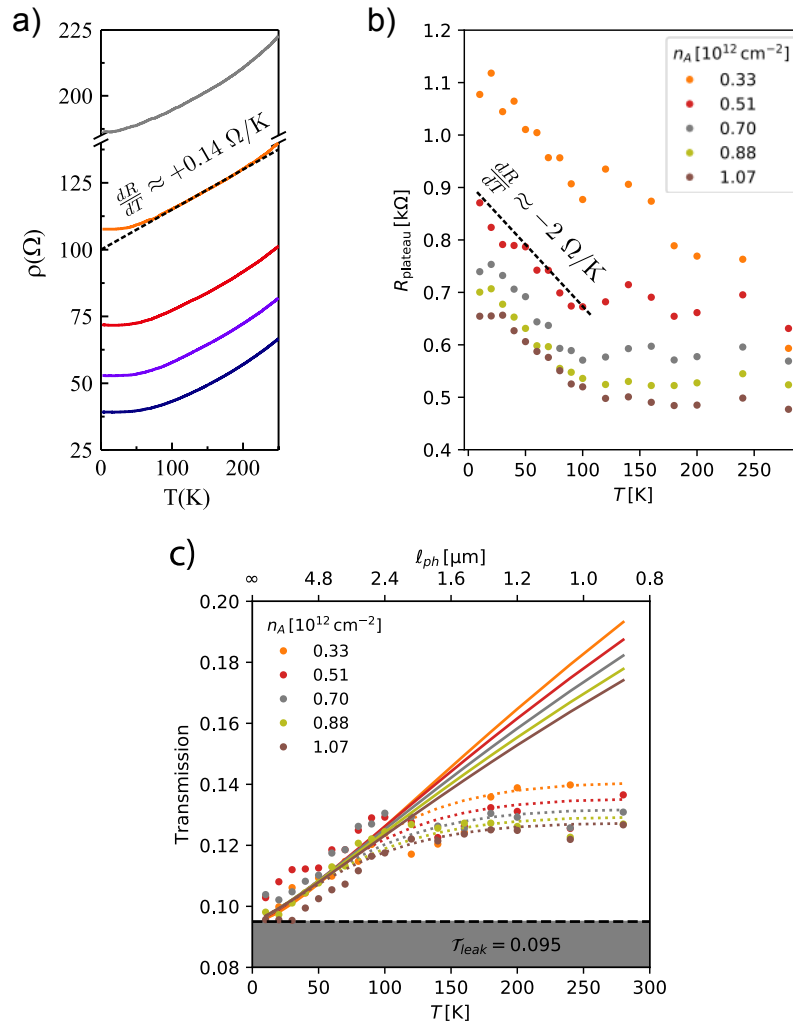 a)
225
200
125
100
75
50
25
ρ(Ω)
dR/dT ≈ +0.14 Ω/K
0 100 200
T(K)
b)
1.2
1.1
1.0
0.9
0.8
0.7
0.6
0.5
0.4
R_plateau [kΩ]
n_A [10^12 cm^-2]
0.33
0.51
0.70
0.88
1.07
dR/dT ≈ −2 Ω/K
0 50 100 150 200 250
T [K]
c)
ℓ_ph [μm]
∞ 4.8 2.4 1.6 1.2 1.0 0.8
0.20
0.18
0.16
0.14
0.12
0.10
0.08
Transmission
n_A [10^12 cm^-2]
0.33
0.51
0.70
0.88
1.07
𝒯_leak = 0.095
0 50 100 150 200 250 300
T [K]